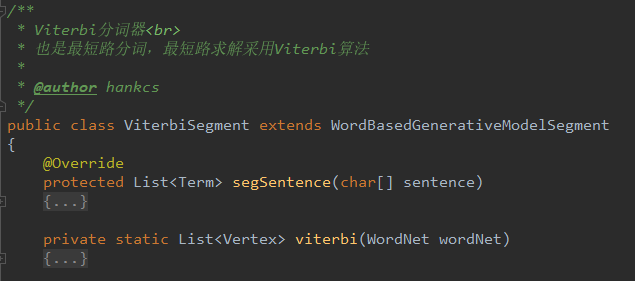 /**
 * Viterbi分词器<br>
 * 也是最短路分词，最短路求解采用Viterbi算法
 *
 * @author hankcs
 */
public class ViterbiSegment extends WordBasedGenerativeModelSegment
{
    @Override
    protected List<Term> segSentence(char[] sentence)
    {...}

    private static List<Vertex> viterbi(WordNet wordNet)
    {...}